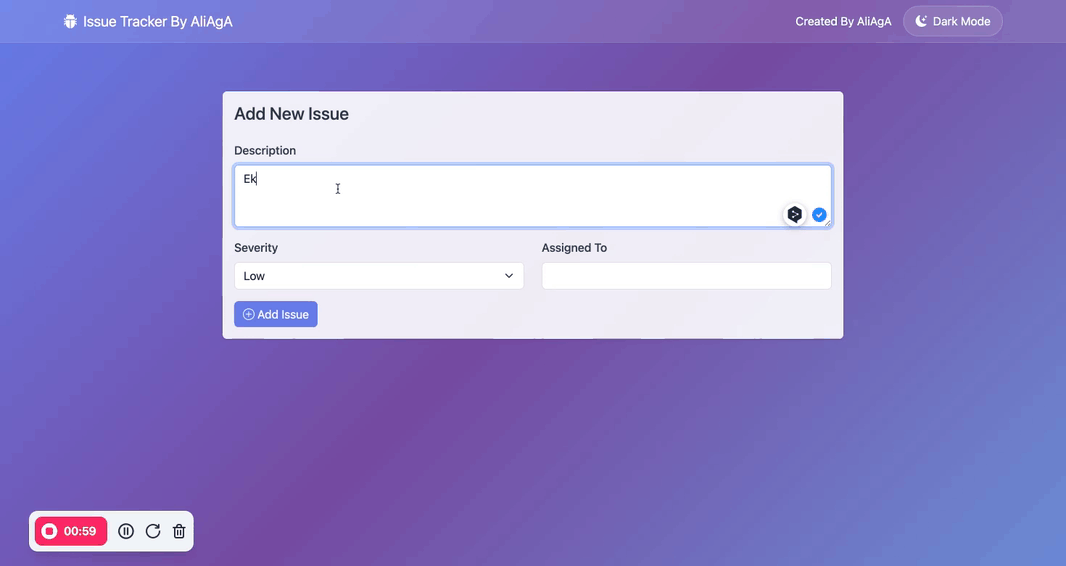 Issue Tracker By AliAgA
Created By AliAgA
Dark Mode
Add New Issue
Description
Ek
Severity
Assigned To
Low
Add Issue
00:59